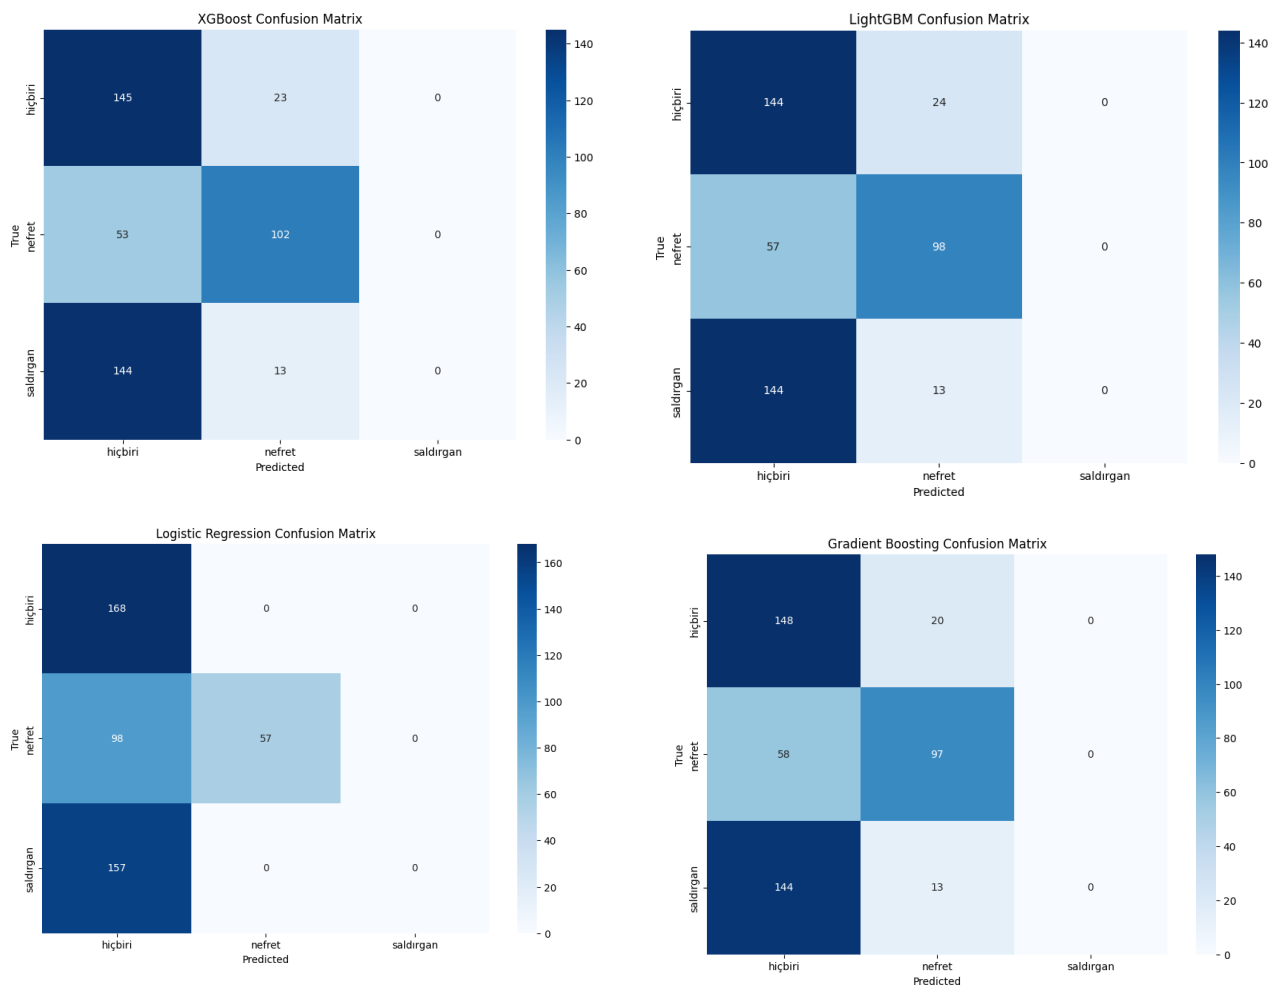 XGBoost Confusion Matrix
hiçbiri 145 23 0
nefret 53 102 0
saldırgan 144 13 0
True
hiçbiri nefret saldırgan
Predicted
140
120
100
80
60
40
20
0
LightGBM Confusion Matrix
hiçbiri 144 24 0
nefret 57 98 0
saldırgan 144 13 0
True
hiçbiri nefret saldırgan
Predicted
140
120
100
80
60
40
20
0
Logistic Regression Confusion Matrix
hiçbiri 168 0 0
nefret 98 57 0
saldırgan 157 0 0
True
hiçbiri nefret saldırgan
Predicted
160
140
120
100
80
60
40
20
0
Gradient Boosting Confusion Matrix
hiçbiri 148 20 0
nefret 58 97 0
saldırgan 144 13 0
True
hiçbiri nefret saldırgan
Predicted
140
120
100
80
60
40
20
0